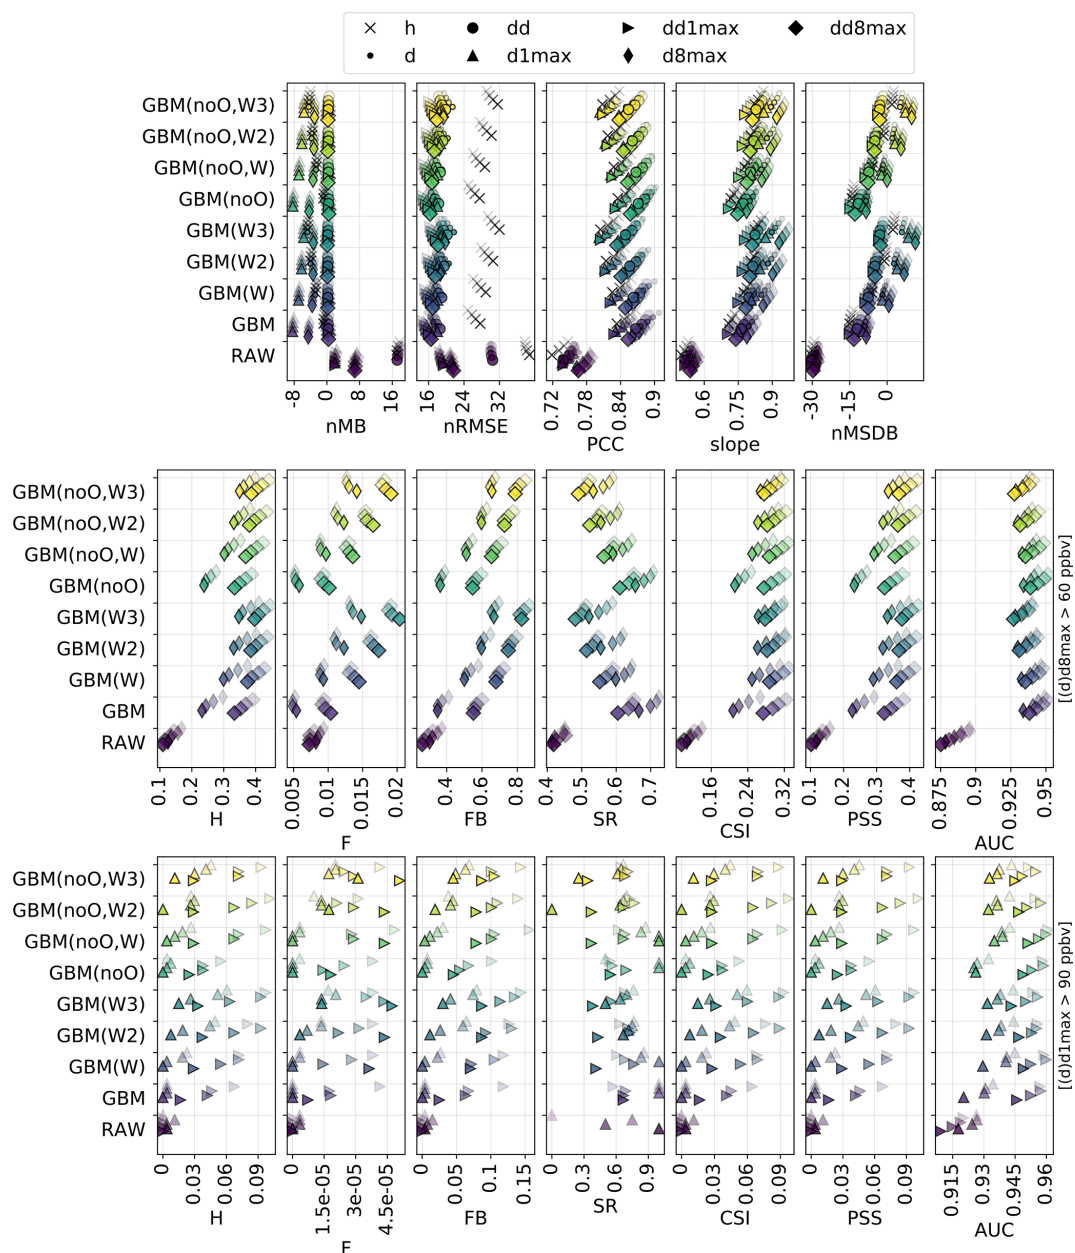 h dd dd1max dd8max
d d1max d8max
GBM(noO,W3)
GBM(noO,W2)
GBM(noO,W)
GBM(noO)
GBM(W3)
GBM(W2)
GBM(W)
GBM
RAW
-8 0 8 16 16 24 32 0.72 0.78 0.84 0.9 0.6 0.75 0.9 -30 -15 0
nMB nRMSE PCC slope nMSDB
GBM(noO,W3)
GBM(noO,W2)
GBM(noO,W)
GBM(noO)
GBM(W3)
GBM(W2)
GBM(W)
GBM
RAW
[(d)d8max > 60 ppbv]
0.1 0.2 0.3 0.4 0.005 0.01 0.015 0.02 0.4 0.6 0.8 0.4 0.5 0.6 0.7 0.16 0.24 0.32 0.1 0.2 0.3 0.4 0.875 0.9 0.925 0.95
H F FB SR CSI PSS AUC
GBM(noO,W3)
GBM(noO,W2)
GBM(noO,W)
GBM(noO)
GBM(W3)
GBM(W2)
GBM(W)
GBM
RAW
[(d)d1max > 90 ppbv]
0 0.03 0.06 0.09 0 1.5e-05 3e-05 4.5e-05 0 0.05 0.1 0.15 0 0.3 0.6 0.9 0 0.03 0.06 0.09 0 0.03 0.06 0.09 0.915 0.93 0.945 0.96
H F FB SR CSI PSS AUC